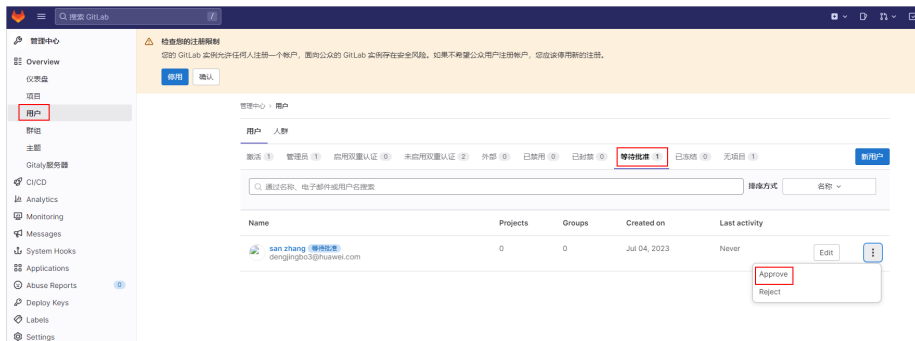 搜索 GitLab
/
管理中心
Overview
仪表盘
项目
用户
群组
主题
Gitaly服务器
CI/CD
Analytics
Monitoring
Messages
System Hooks
Applications
Abuse Reports 0
Deploy Keys
Labels
Settings
检查您的注册限制
您的 GitLab 实例允许任何人注册一个帐户，面向公众的 GitLab 实例存在安全风险。如果不希望公众用户注册帐户，您应该停用新的注册。
停用 确认
管理中心 › 用户
用户 人群
激活 1 管理员 1 启用双重认证 0 未启用双重认证 2 外部 0 已禁用 0 已封禁 0 等待批准 1 已冻结 0 无项目 1 新用户
通过名称、电子邮件或用户名搜索 排序方式 名称
Name Projects Groups Created on Last activity
san zhang 等待批准 0 0 Jul 04, 2023 Never Edit
dengjingbo3@huawei.com
Approve
Reject